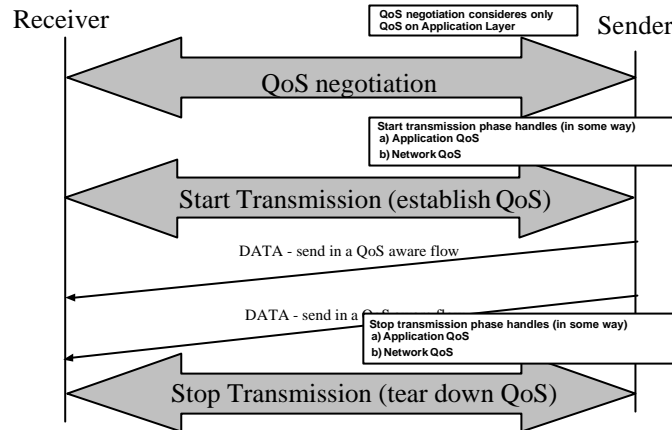 Receiver
QoS negotiation consideres only
QoS on Application Layer
Sender
QoS negotiation
Start transmission phase handles (in some way)
a) Application QoS
b) Network QoS
Start Transmission (establish QoS)
DATA - send in a QoS aware flow
DATA - send in a
Stop transmission phase handles (in some way)
a) Application QoS
b) Network QoS
Stop Transmission (tear down QoS)